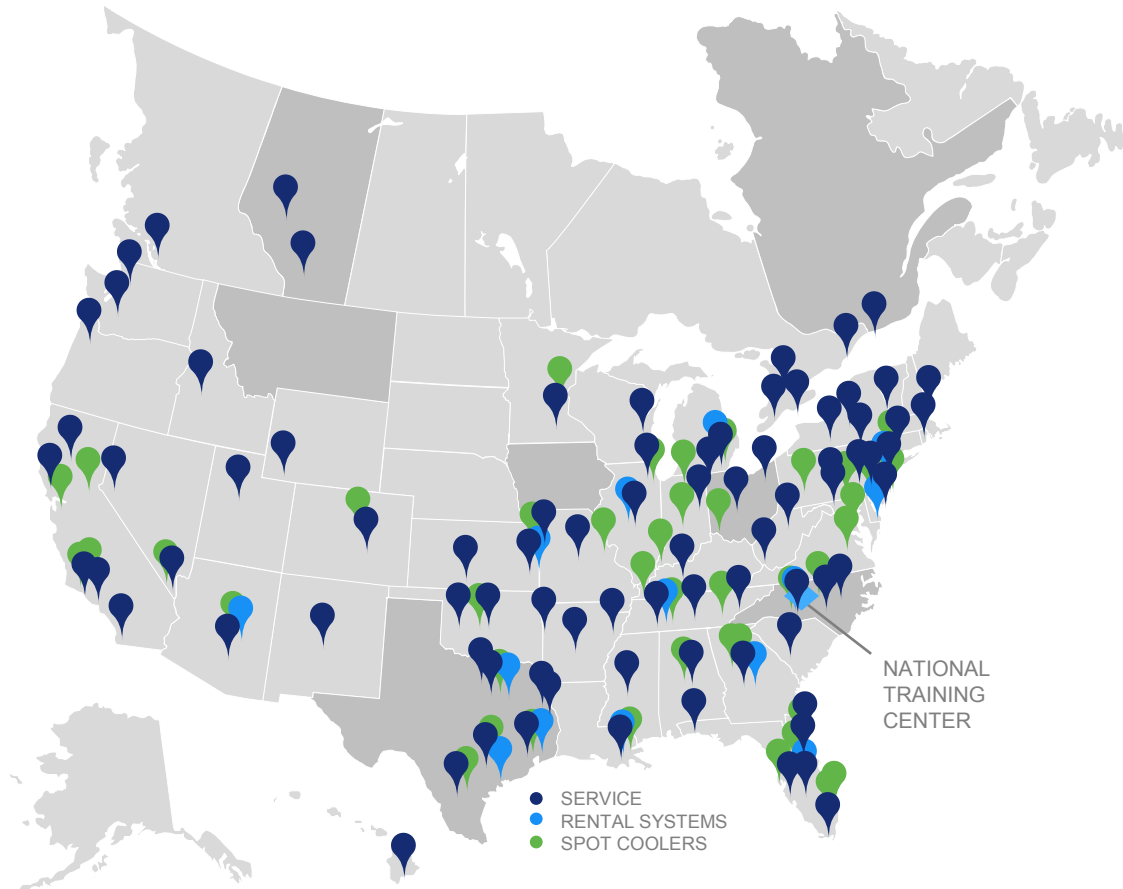 NATIONAL
TRAINING
CENTER
SERVICE
RENTAL SYSTEMS
SPOT COOLERS